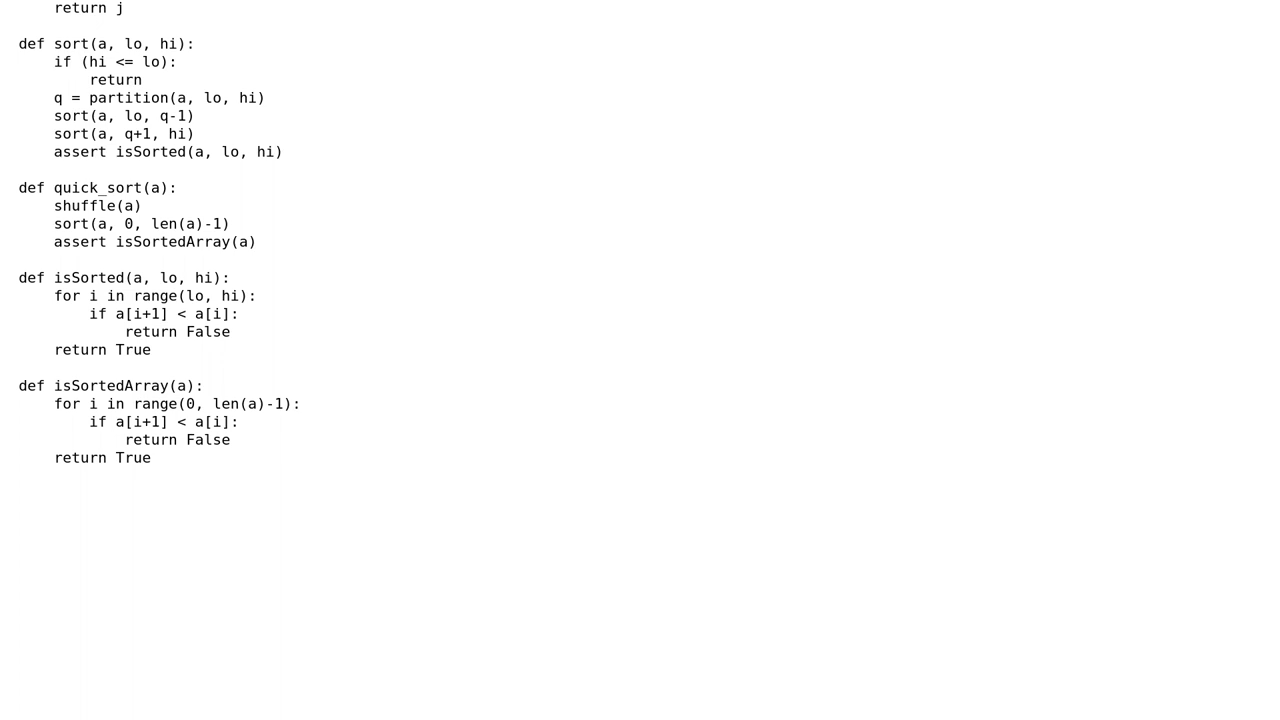 return j

def sort(a, lo, hi):
    if (hi <= lo):
        return
    q = partition(a, lo, hi)
    sort(a, lo, q-1)
    sort(a, q+1, hi)
    assert isSorted(a, lo, hi)

def quick_sort(a):
    shuffle(a)
    sort(a, 0, len(a)-1)
    assert isSortedArray(a)

def isSorted(a, lo, hi):
    for i in range(lo, hi):
        if a[i+1] < a[i]:
            return False
    return True

def isSortedArray(a):
    for i in range(0, len(a)-1):
        if a[i+1] < a[i]:
            return False
    return True